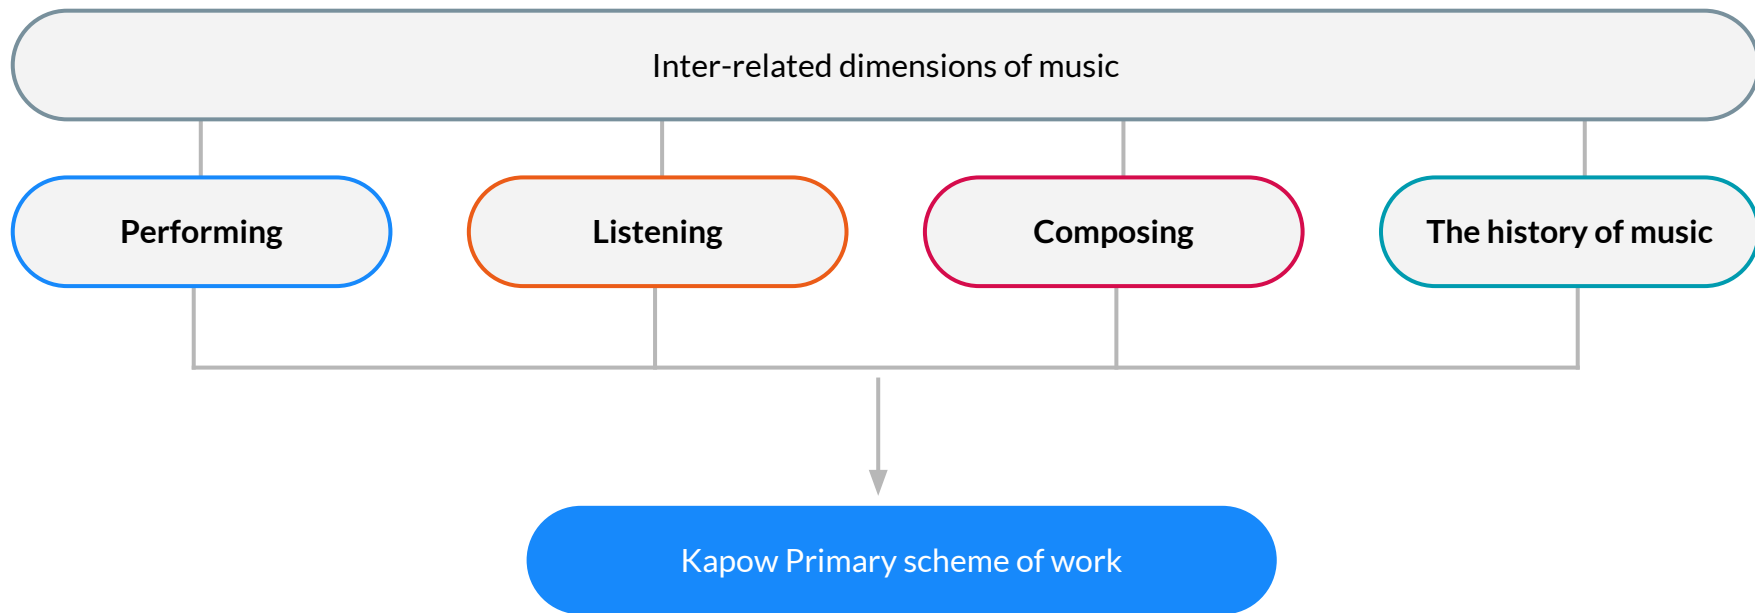 Inter-related dimensions of music
Performing
Listening
Composing
The history of music
Kapow Primary scheme of work